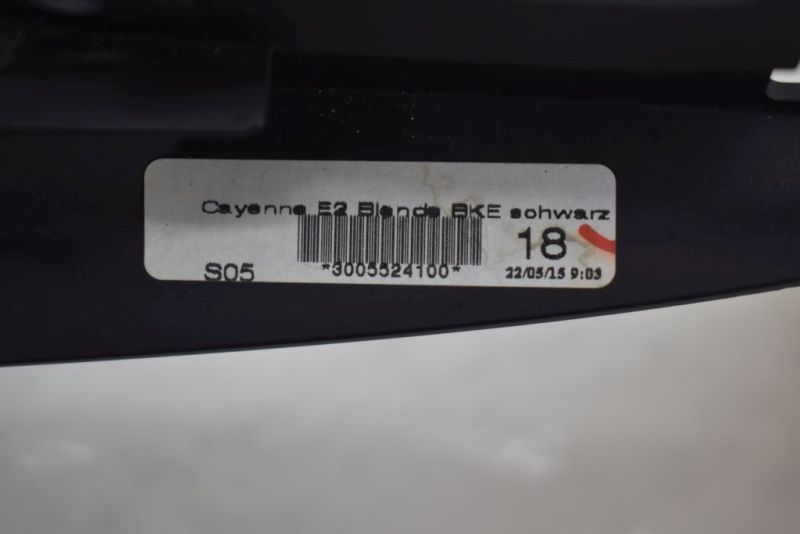 Cayenne E2 Blende BKE schwarz
18
*3005524100*
S05
22/05/15 9:03